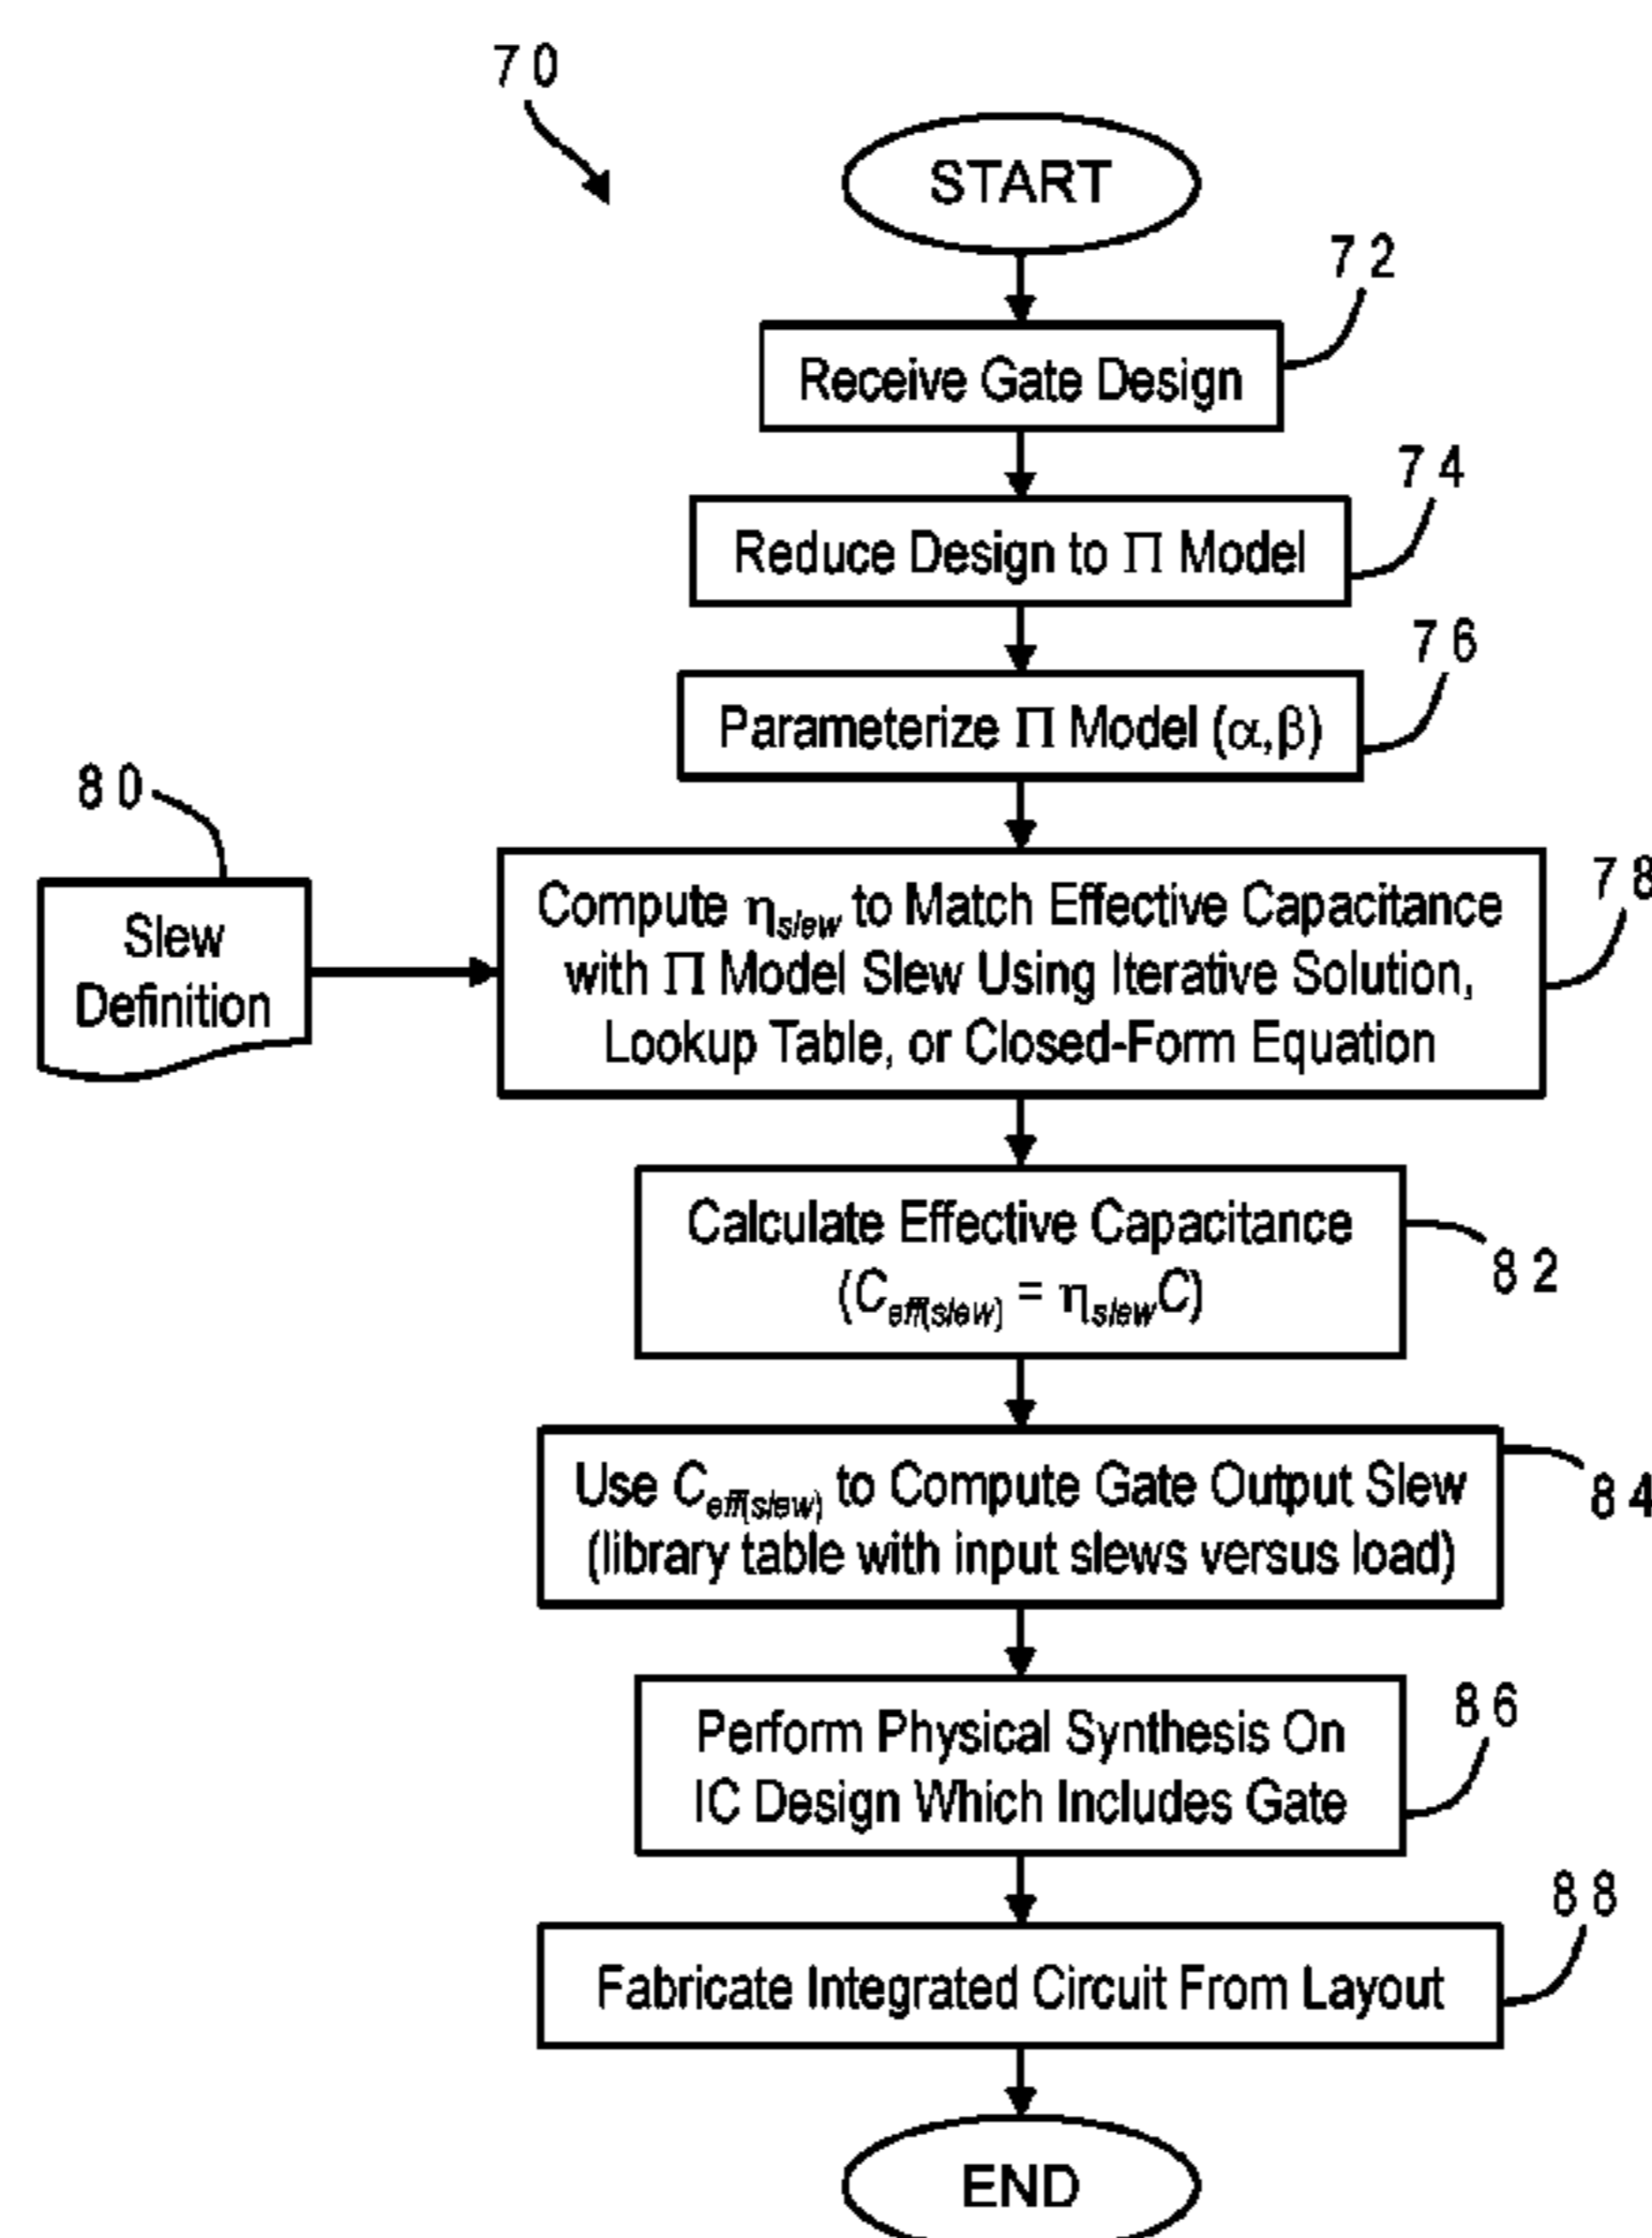 70
START
72
Receive Gate Design
74
Reduce Design to Π Model
76
Parameterize Π Model (α,β)
80
Slew
Definition
78
Compute ηslew to Match Effective Capacitance
with Π Model Slew Using Iterative Solution,
Lookup Table, or Closed-Form Equation
Calculate Effective Capacitance
(Ceff(slew) = ηslewC)
82
Use Ceff(slew) to Compute Gate Output Slew
(library table with input slews versus load)
84
Perform Physical Synthesis On
IC Design Which Includes Gate
86
88
Fabricate Integrated Circuit From Layout
END